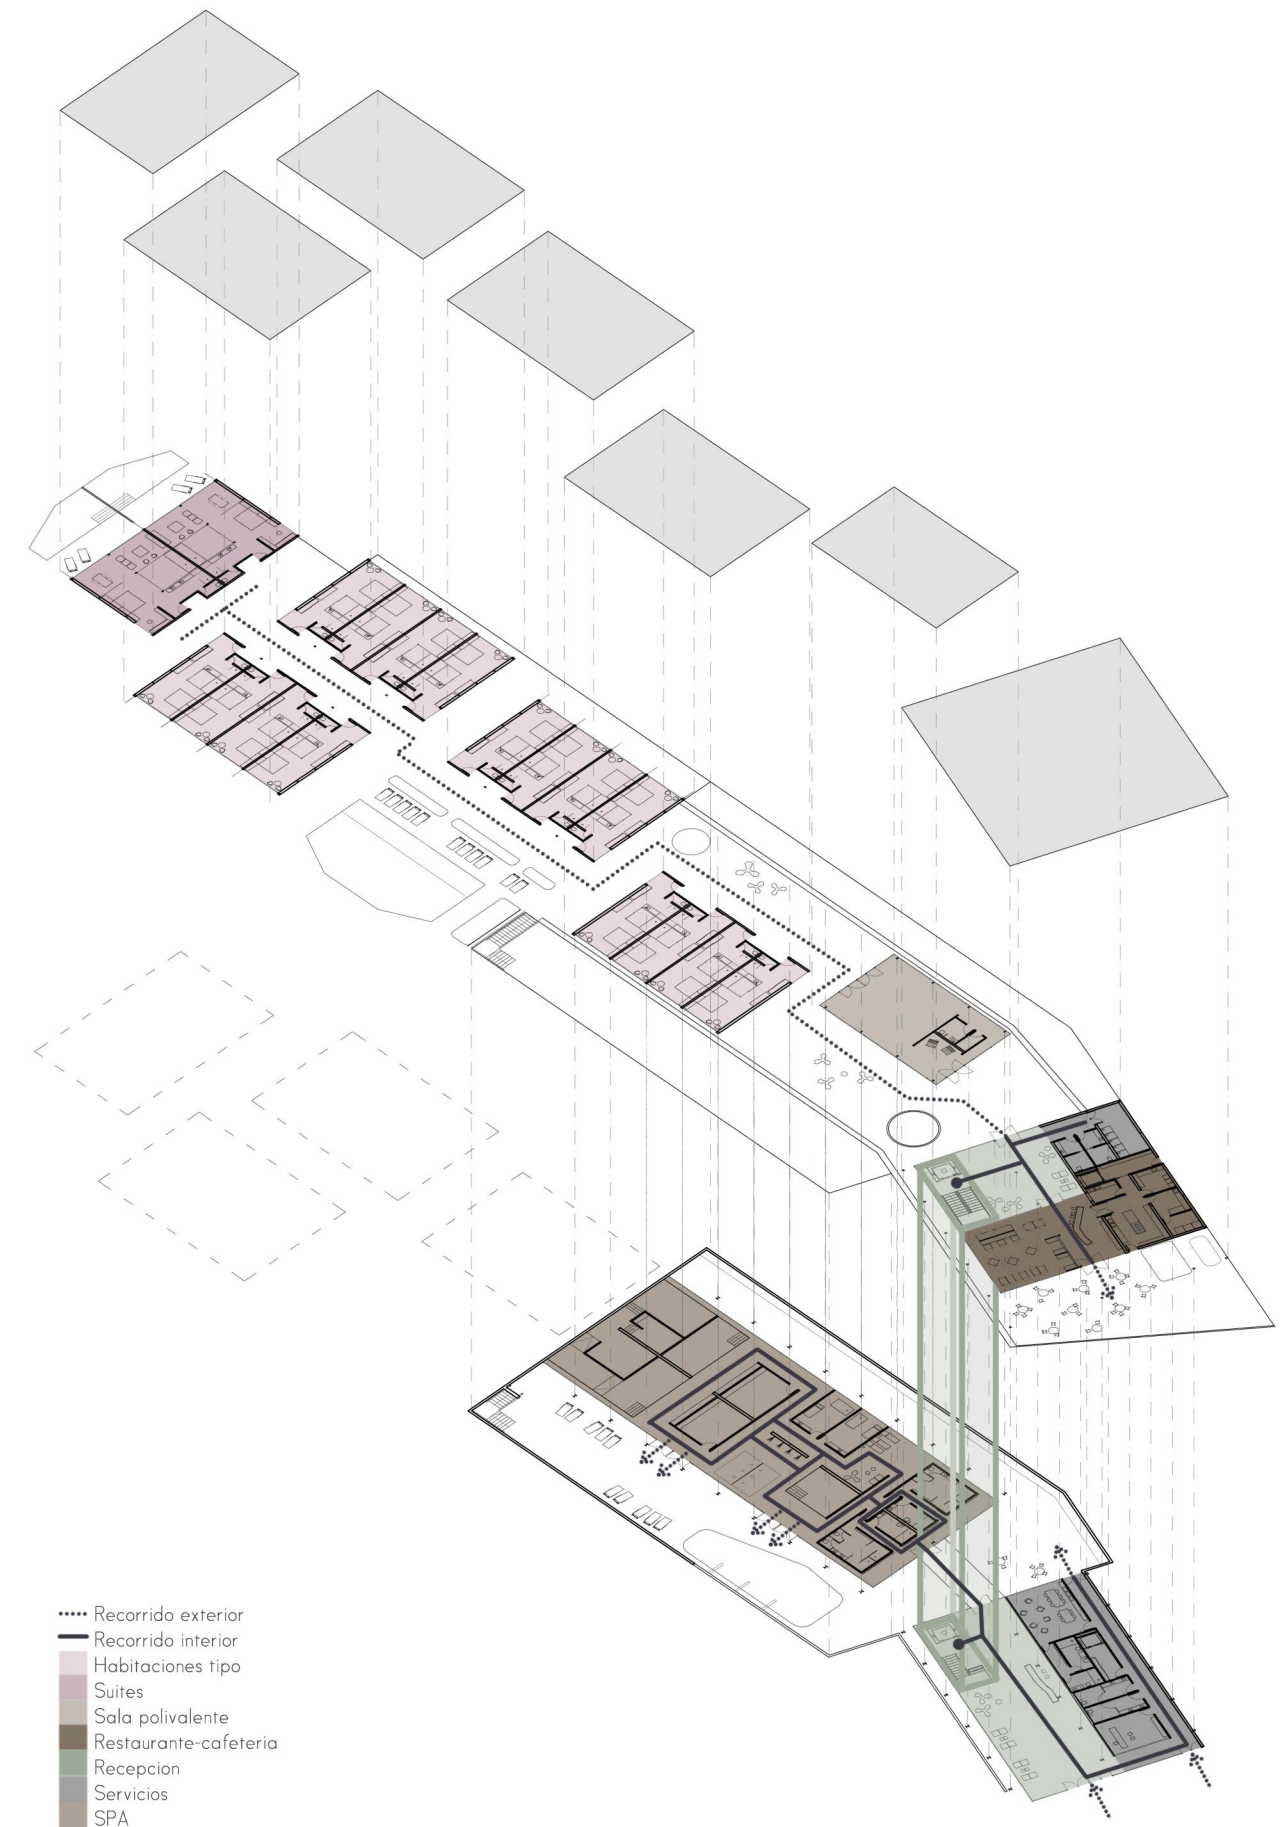 Recorrido exterior
Recorrido interior
Habitaciones tipo
Suites
Sala polivalente
Restaurante-cafeteria
Recepcion
Servicios
SPA